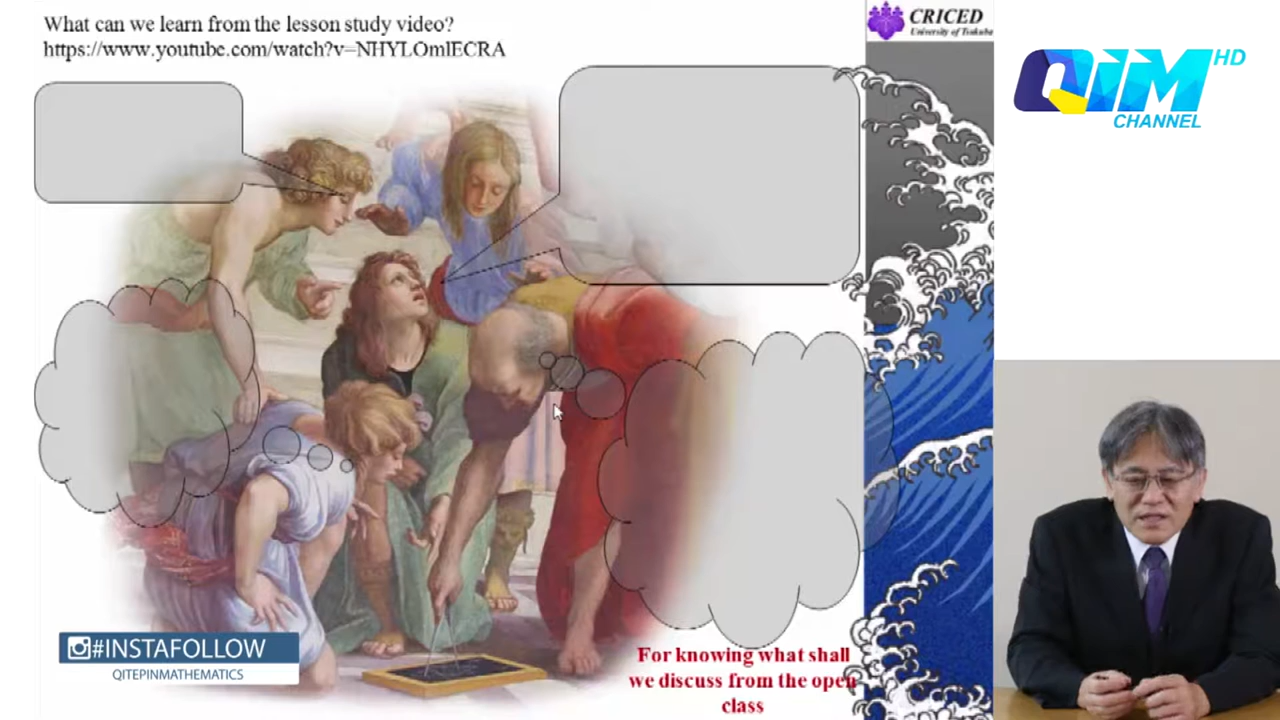 What can we learn from the lesson study video?
https://www.youtube.com/watch?v=NHYLOmlECRA
CRICED
University of Tsukuba
QiM HD
CHANNEL
#INSTAFOLLOW
QITEPINMATHEMATICS
For knowing what shall
we discuss from the open
class